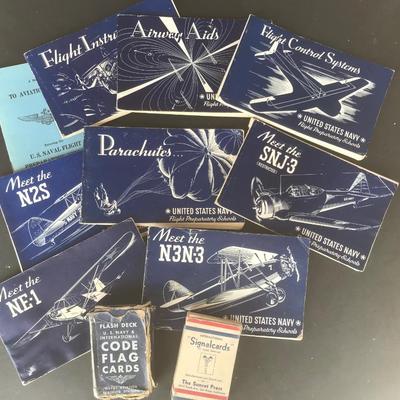 Flight Instru
Airway Aids
UN
Flight
Flight Control Systems
UNITED STATES NAVY
Flight Preparatory Schools
TO AVIATI
U.S. NAVAL FLIGHT
PREPARA
Parachutes...
UNITED STATES NAVY
Flight Preparatory Schools
Meet the
SNJ-3
UNITED STATES NAVY
Flight Preparatory Schools
Meet the
N2S
UNITED
Meet the
NE-1
Meet the
N3N-3
UNITED STATES NAVY
Flight Preparatory Schools
FLASH DECK
U.S. NAVY &
INTERNATIONAL
CODE
FLAG
CARDS
"Signalcards"
The Sunset Press